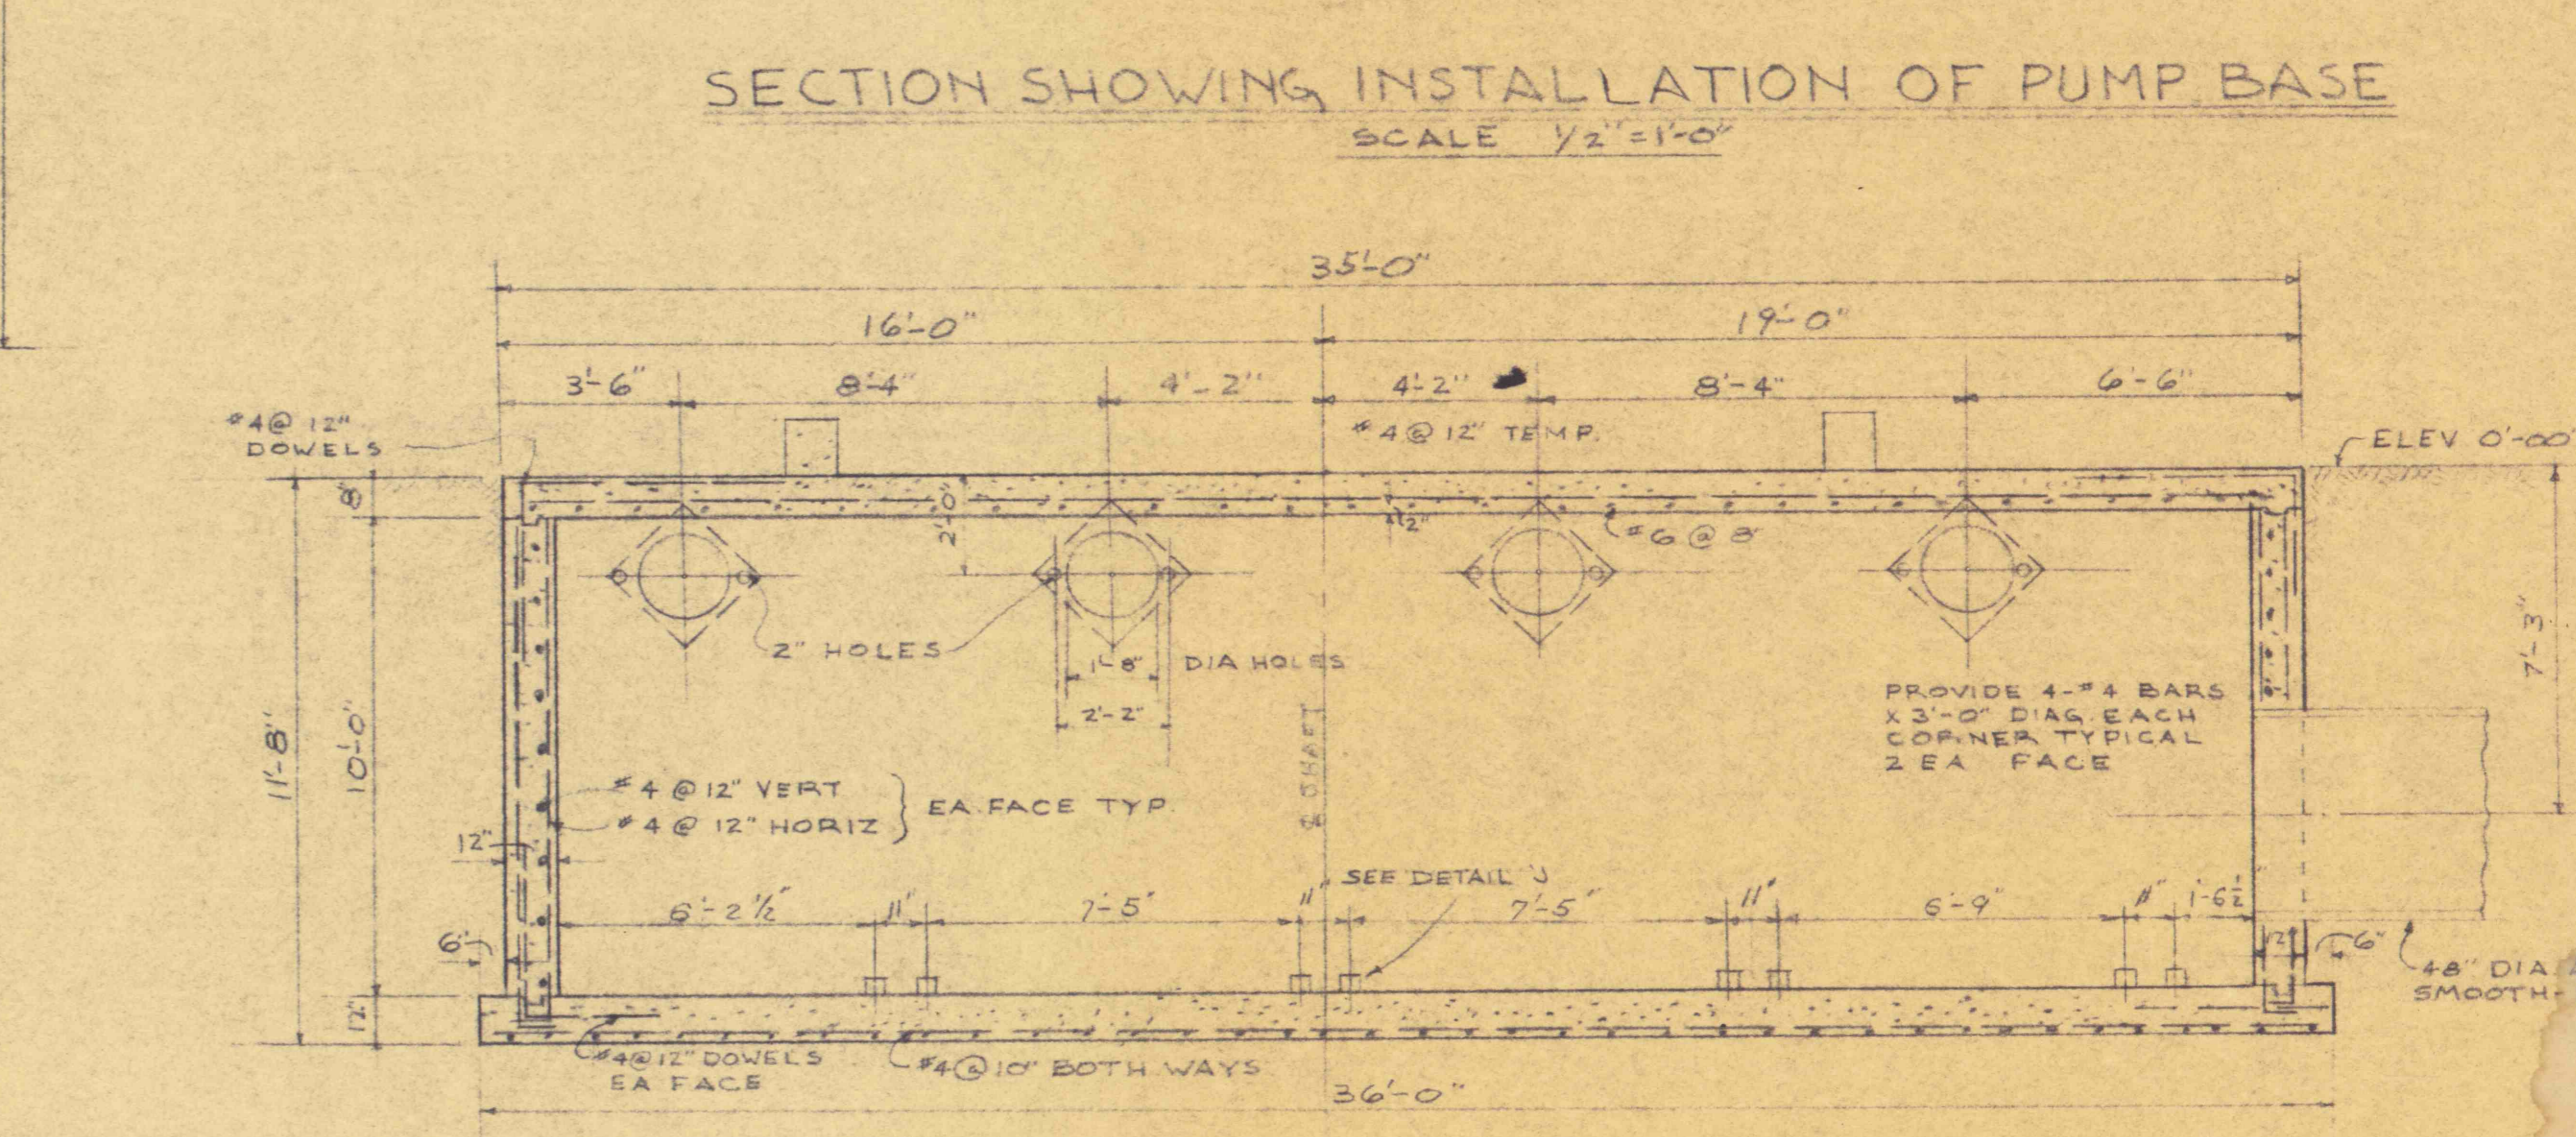 SECTION SHOWING INSTALLATION OF PUMP BASE
SCALE 1/2"=1'-0"
35'-0"
16'-0"
19'-0"
3'-6"
8'-4"
4'-2"
4'-2"
8'-4"
6'-6"
#4@12"
DOWELS
#4@12" TEMP.
ELEV 0'-00"
8"
2'-0"
#6@8"
2" HOLES
1'-8" DIA HOLES
2'-2"
7'-3"
PROVIDE 4-#4 BARS
X 3'-0" DIAG. EACH
CORNER TYPICAL
2 EA FACE
11'-8"
10'-0"
#4@12" VERT
#4@12" HORIZ
EA. FACE TYP.
SHAFT
12"
SEE DETAIL J
6'-2 1/2"
11"
7'-5"
11"
7'-5"
11"
6'-9"
11"
1'-6 1/2"
6"
12"
6"
48" DIA.
SMOOTH-
12"
#4@12" DOWELS
EA FACE
#4@10" BOTH WAYS
36'-0"